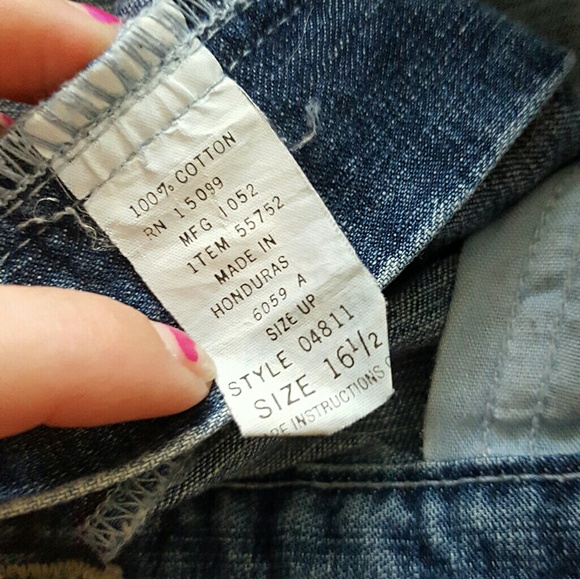 100% COTTON
RN 15099
MFG 1052
ITEM 55752
MADE IN
HONDURAS
6059 A
SIZE UP
STYLE 04811
SIZE 16½
INSTRUCTIONS